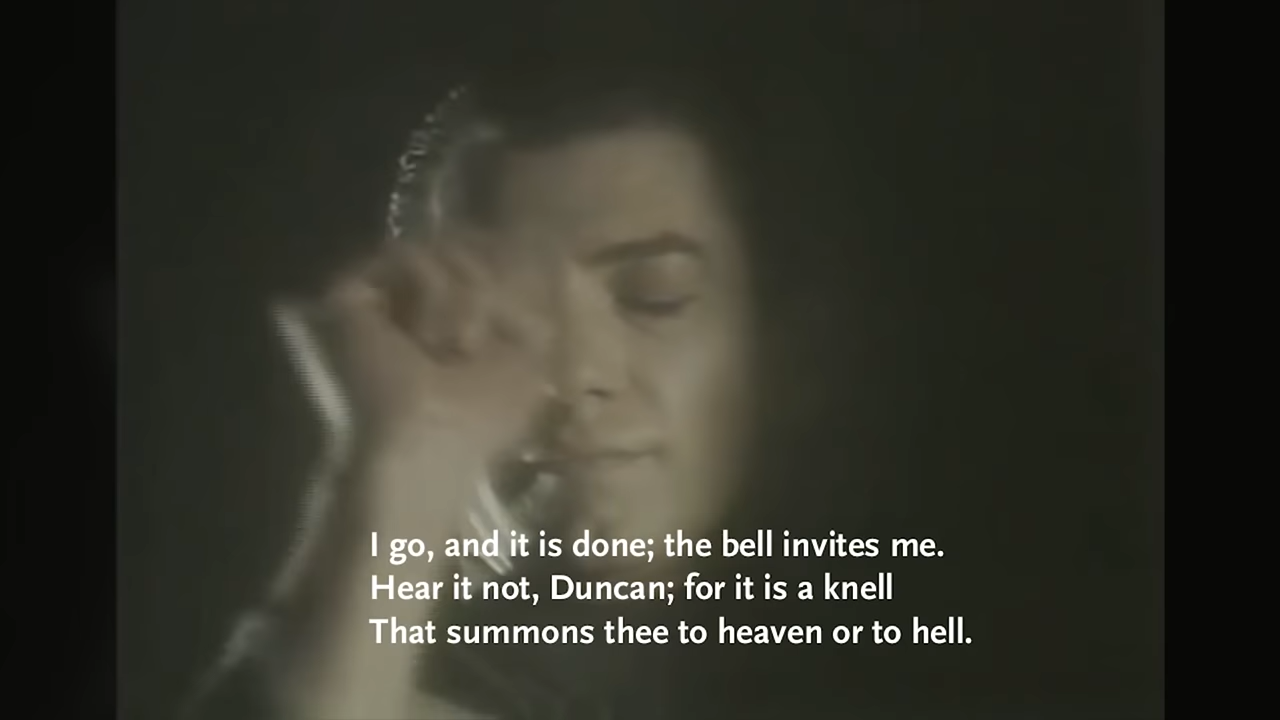 I go, and it is done; the bell invites me.
Hear it not, Duncan; for it is a knell
That summons thee to heaven or to hell.